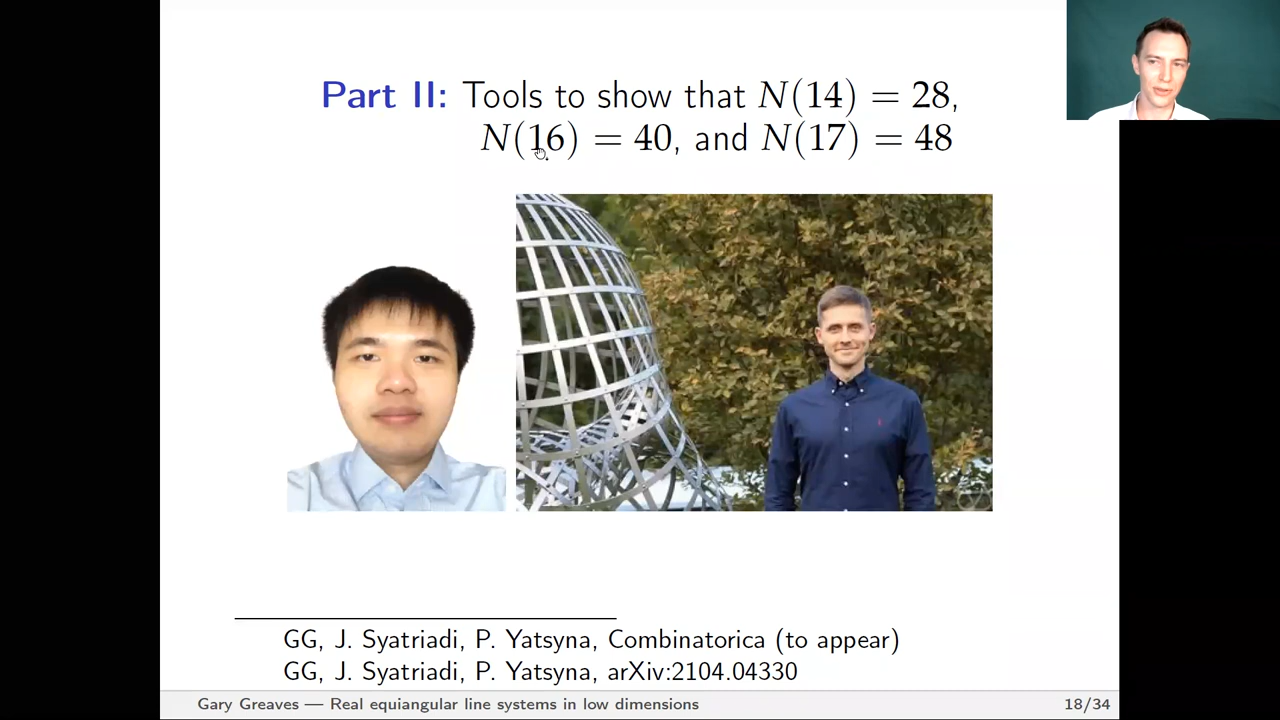 Part II: Tools to show that N(14) = 28,
N(16) = 40, and N(17) = 48
GG, J. Syatriadi, P. Yatsyna, Combinatorica (to appear)
GG, J. Syatriadi, P. Yatsyna, arXiv:2104.04330
Gary Greaves — Real equiangular line systems in low dimensions 18/34